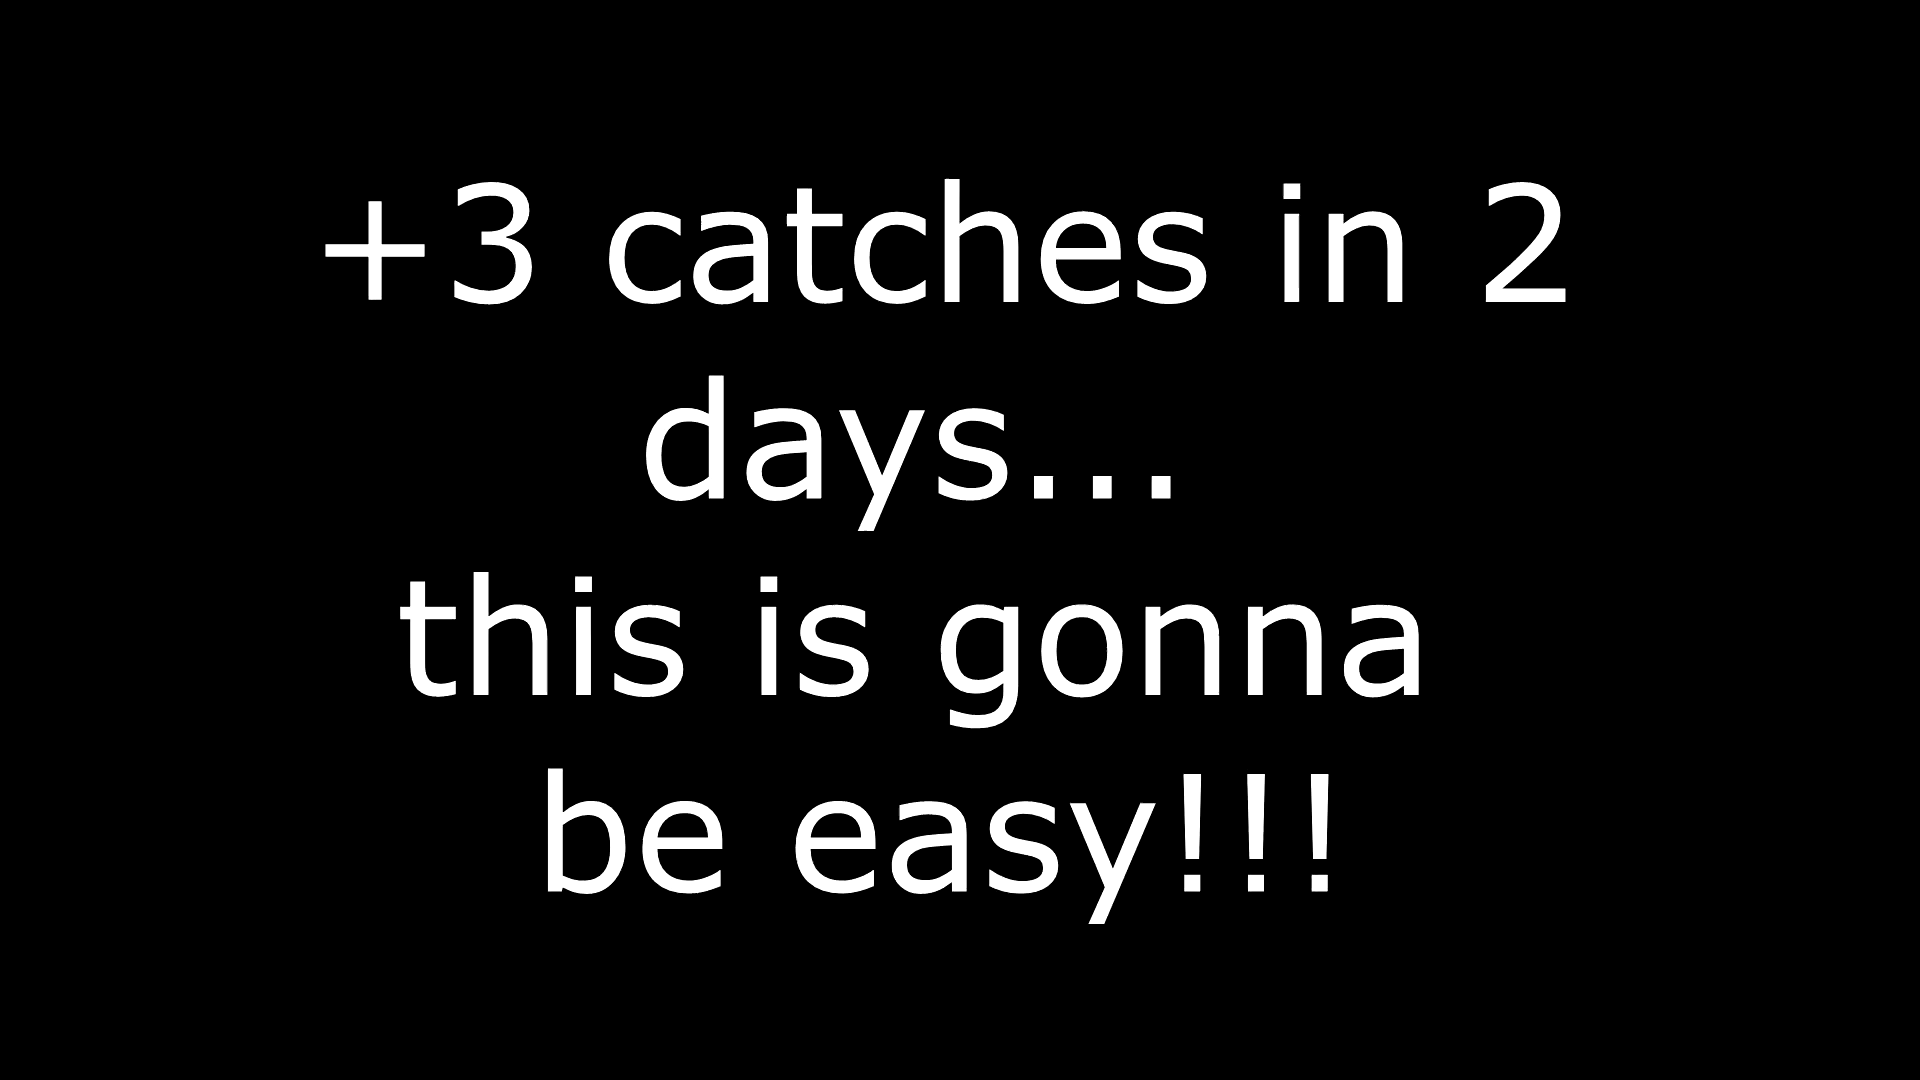 +3 catches in 2
days...
this is gonna
be easy!!!